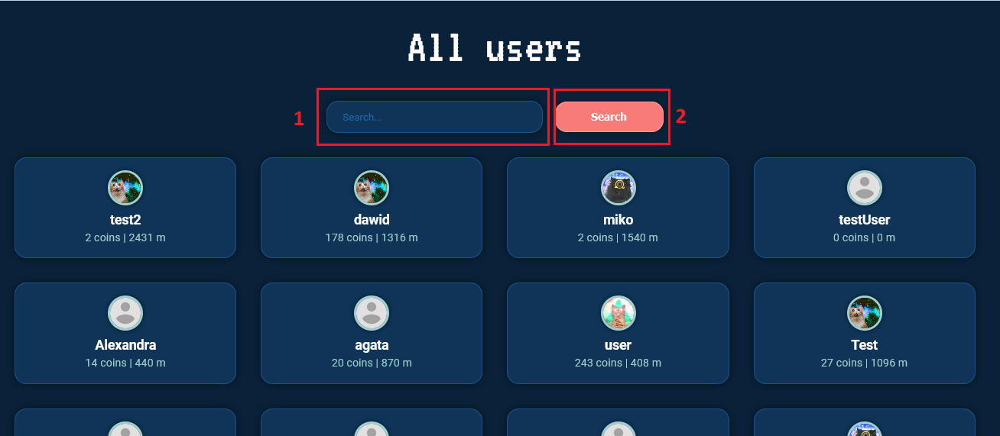 All users
1
Search...
Search
2
test2
2 coins | 2431 m
dawid
178 coins | 1316 m
miko
2 coins | 1540 m
testUser
0 coins | 0 m
Alexandra
14 coins | 440 m
agata
20 coins | 870 m
user
243 coins | 408 m
Test
27 coins | 1096 m